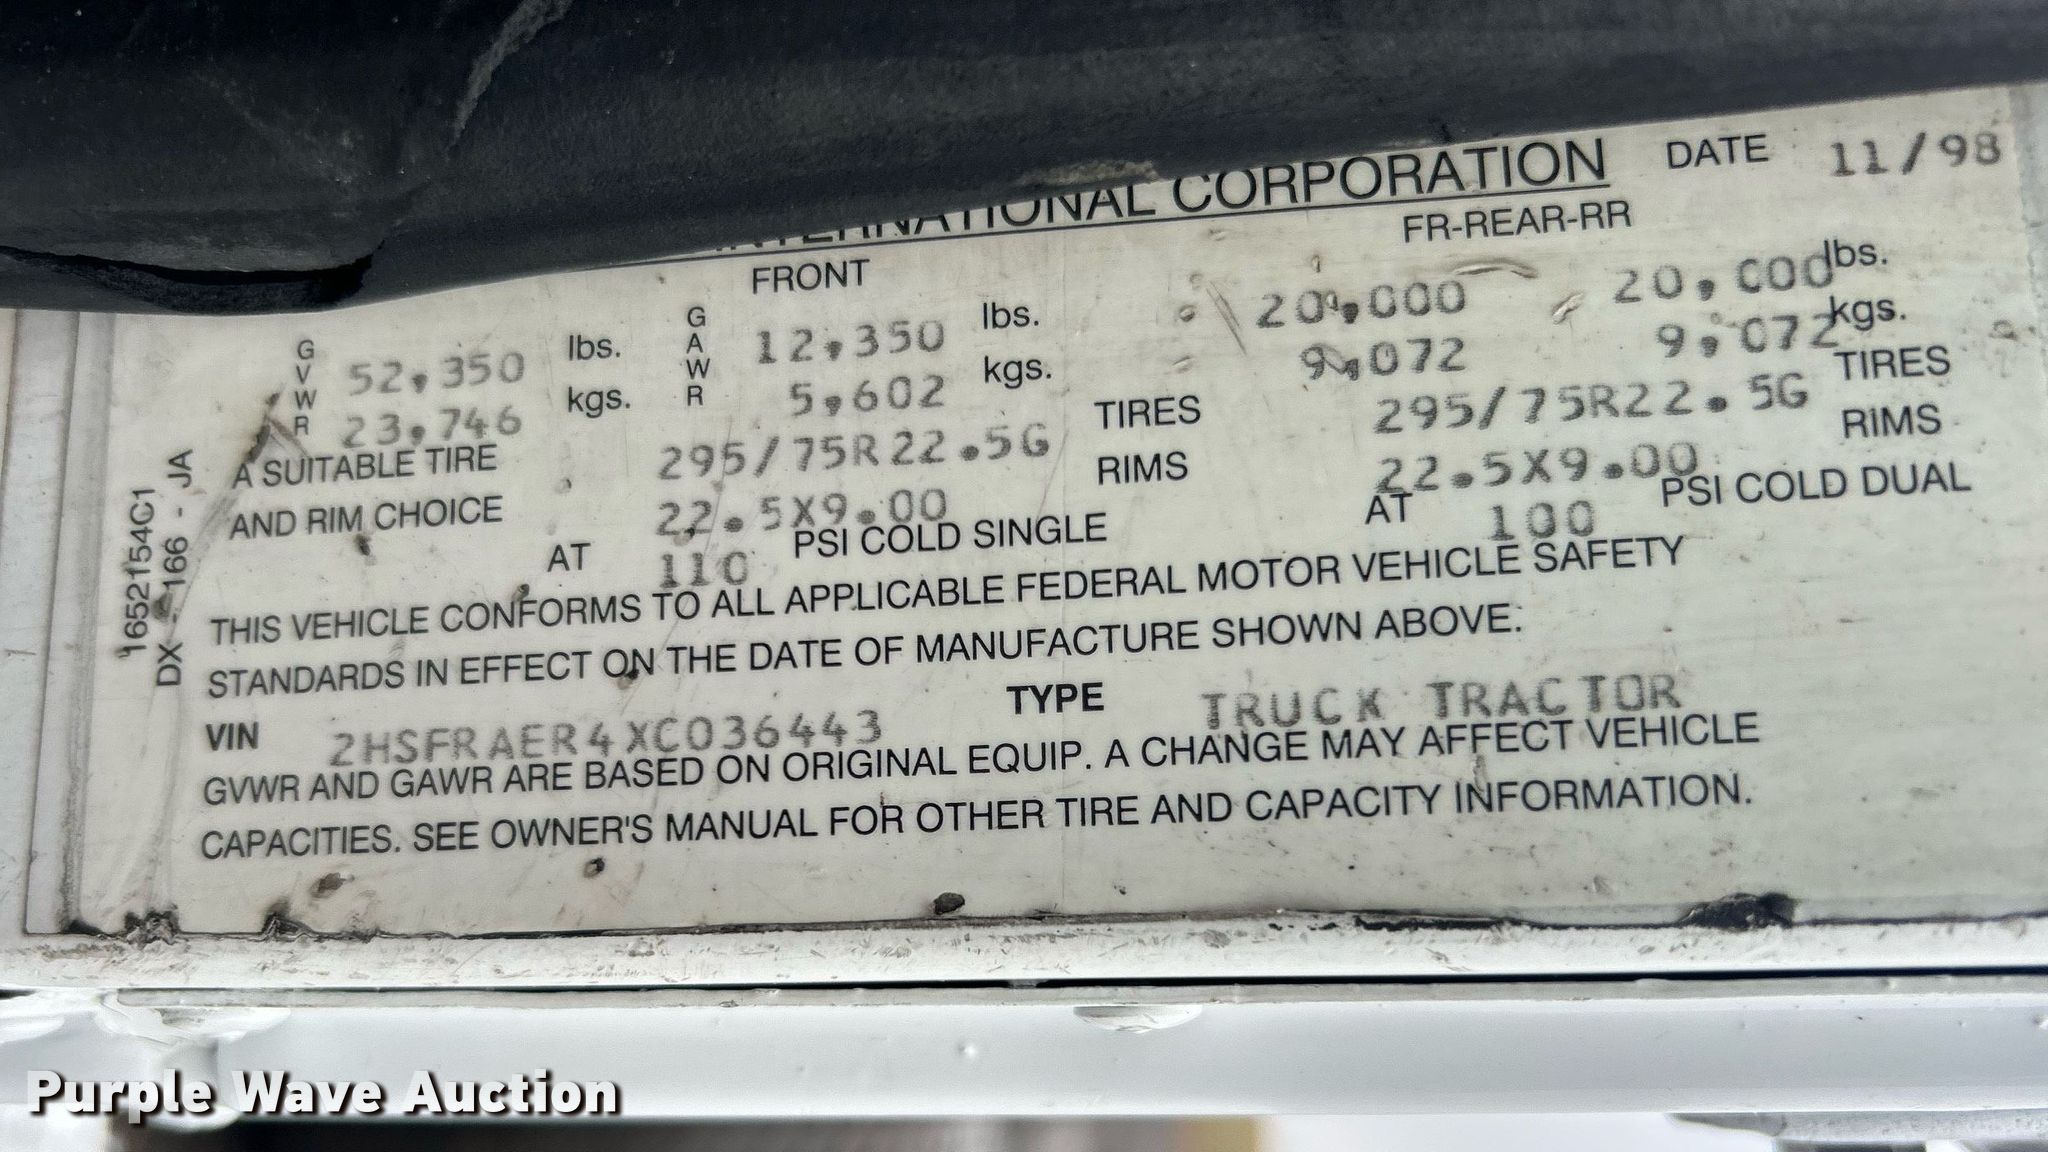 INTERNATIONAL CORPORATION DATE 11/98
FRONT FR-REAR-RR
GVWR 52,350 lbs. GAWR 12,350 lbs. 20,000 20,000 lbs.
23,746 kgs. 5,602 kgs. 9,072 9,072 kgs.
A SUITABLE TIRE 295/75R22.5G TIRES 295/75R22.5G TIRES
AND RIM CHOICE 22.5X9.00 RIMS 22.5X9.00 RIMS
AT 110 PSI COLD SINGLE AT 100 PSI COLD DUAL
THIS VEHICLE CONFORMS TO ALL APPLICABLE FEDERAL MOTOR VEHICLE SAFETY
STANDARDS IN EFFECT ON THE DATE OF MANUFACTURE SHOWN ABOVE:
VIN 2HSFRAER4XC036443 TYPE TRUCK TRACTOR
GVWR AND GAWR ARE BASED ON ORIGINAL EQUIP. A CHANGE MAY AFFECT VEHICLE
CAPACITIES. SEE OWNER'S MANUAL FOR OTHER TIRE AND CAPACITY INFORMATION.
1652154C1
DX - 166 - JA
Purple Wave Auction